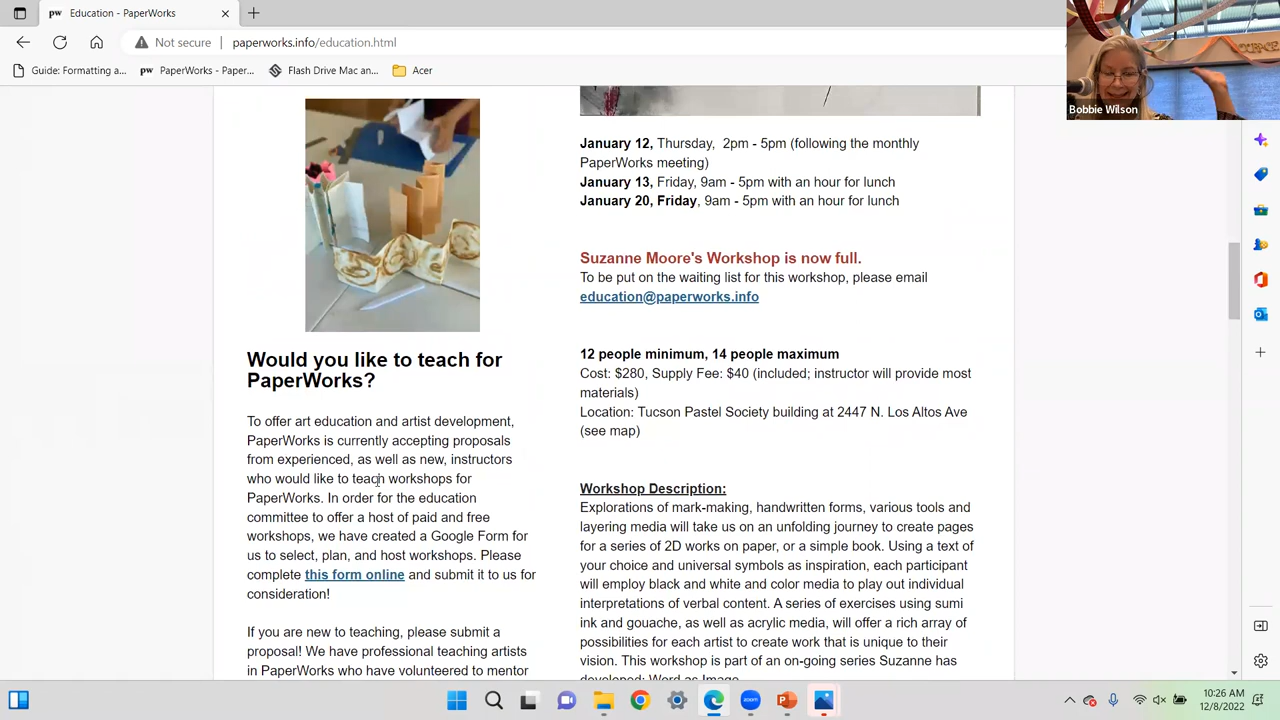 pw Education - PaperWorks
Not secure | paperworks.info/education.html
Guide: Formatting a... pw PaperWorks - Paper... Flash Drive Mac an... Acer
Bobbie Wilson
Would you like to teach for
PaperWorks?
To offer art education and artist development,
PaperWorks is currently accepting proposals
from experienced, as well as new, instructors
who would like to teach workshops for
PaperWorks. In order for the education
committee to offer a host of paid and free
workshops, we have created a Google Form for
us to select, plan, and host workshops. Please
complete this form online and submit it to us for
consideration!
If you are new to teaching, please submit a
proposal! We have professional teaching artists
in PaperWorks who have volunteered to mentor
January 12, Thursday, 2pm - 5pm (following the monthly
PaperWorks meeting)
January 13, Friday, 9am - 5pm with an hour for lunch
January 20, Friday, 9am - 5pm with an hour for lunch
Suzanne Moore's Workshop is now full.
To be put on the waiting list for this workshop, please email
education@paperworks.info
12 people minimum, 14 people maximum
Cost: $280, Supply Fee: $40 (included; instructor will provide most
materials)
Location: Tucson Pastel Society building at 2447 N. Los Altos Ave
(see map)
Workshop Description:
Explorations of mark-making, handwritten forms, various tools and
layering media will take us on an unfolding journey to create pages
for a series of 2D works on paper, or a simple book. Using a text of
your choice and universal symbols as inspiration, each participant
will employ black and white and color media to play out individual
interpretations of verbal content. A series of exercises using sumi
ink and gouache, as well as acrylic media, will offer a rich array of
possibilities for each artist to create work that is unique to their
vision. This workshop is part of an on-going series Suzanne has
developed: Word as Image
zoom
10:26 AM
12/8/2022